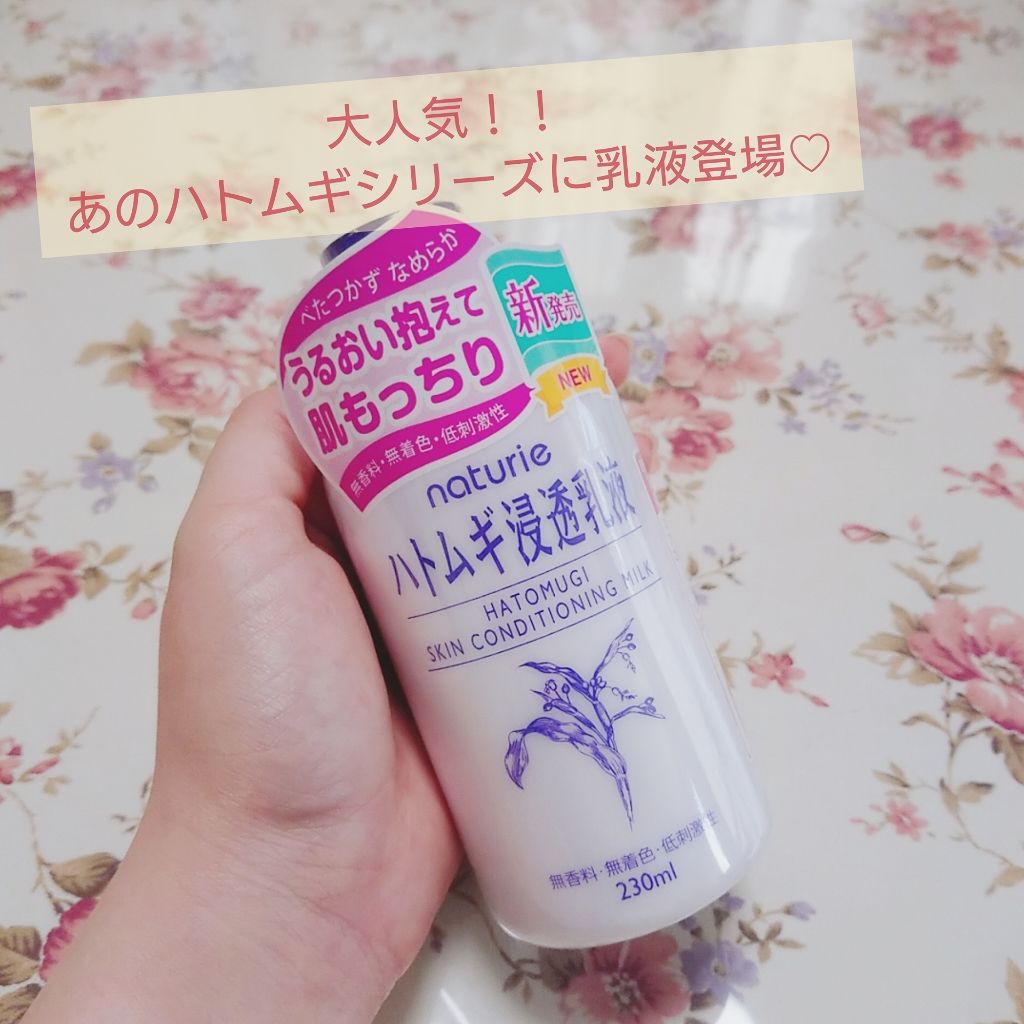 大人気！！
あのハトムギシリーズに乳液登場♡
べたつかず なめらか
うるおい抱えて
肌もっちり
無香料・無着色・低刺激性
新発売
NEW
naturie
ハトムギ浸透乳液
HATOMUGI
SKIN CONDITIONING MILK
無香料・無着色・低刺激性
230ml